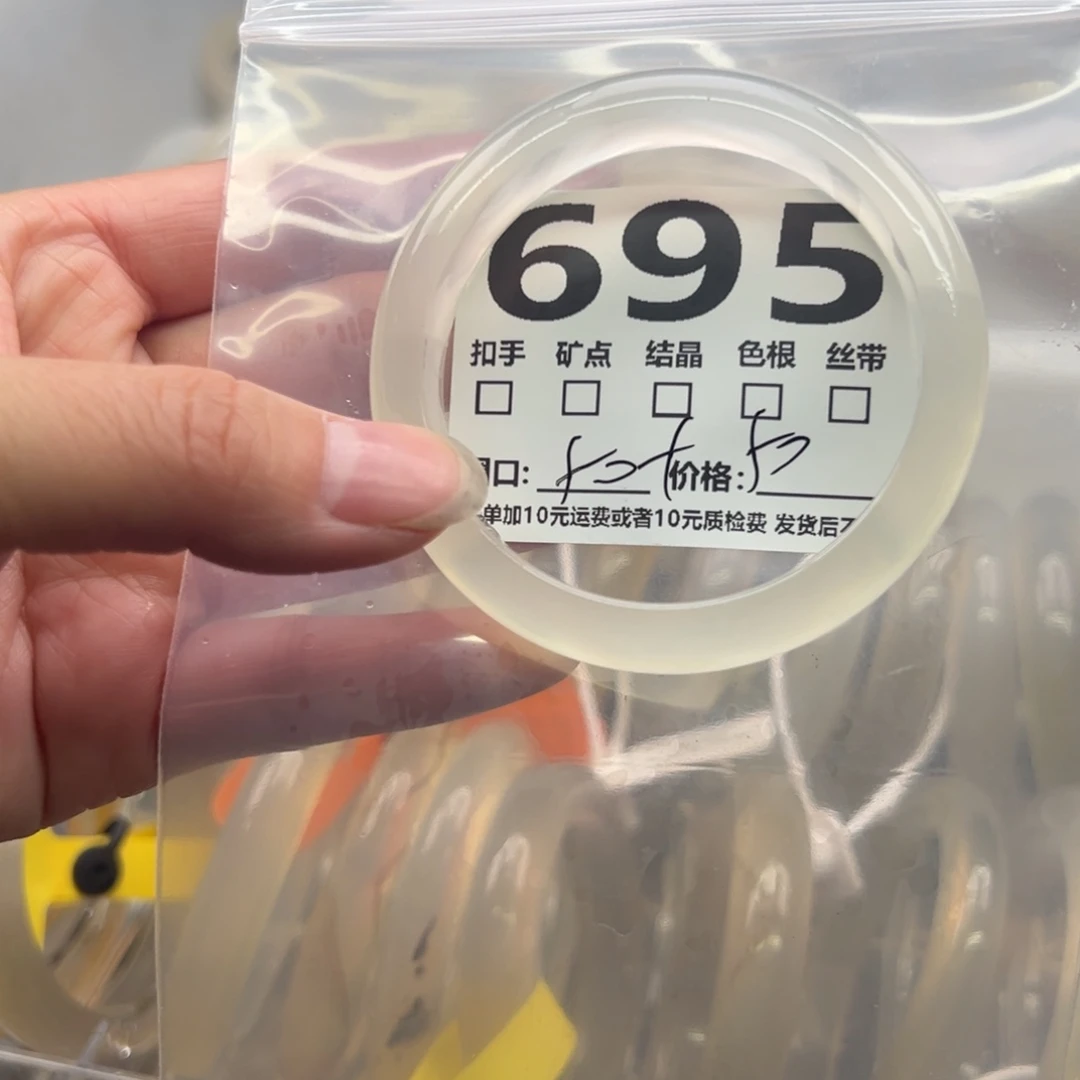 695
扣手 矿点 结晶 色根 丝带
口: 价格:
单加10元运费或者10元质检费 发货后